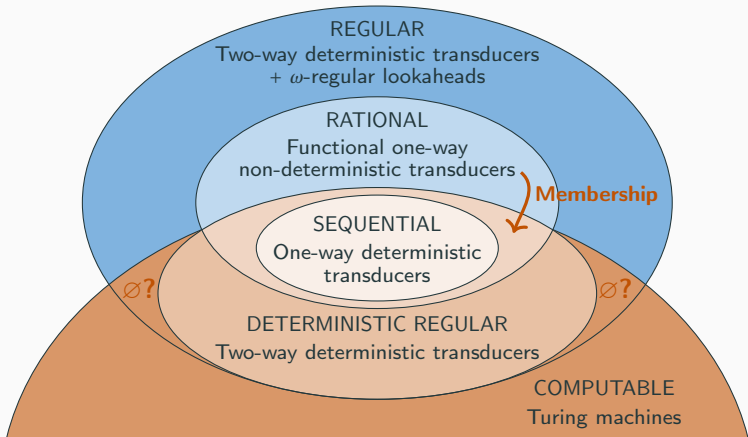 REGULAR
Two-way deterministic transducers
+ ω-regular lookaheads
RATIONAL
Functional one-way
non-deterministic transducers
Membership
SEQUENTIAL
One-way deterministic
transducers
∅?
∅?
DETERMINISTIC REGULAR
Two-way deterministic transducers
COMPUTABLE
Turing machines